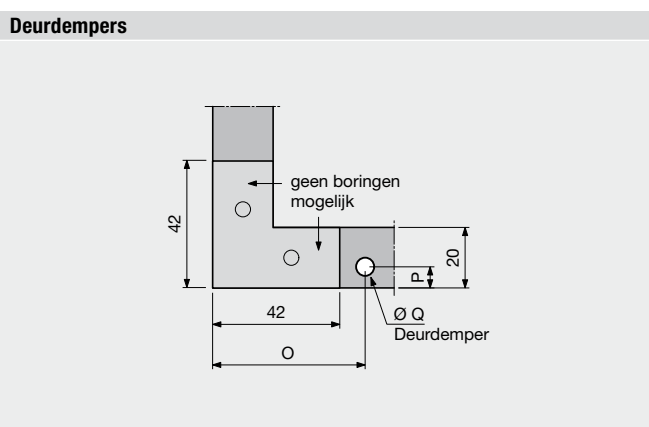 Deurdempers
geen boringen
mogelijk
42
20
P
42
Ø Q
Deurdemper
O